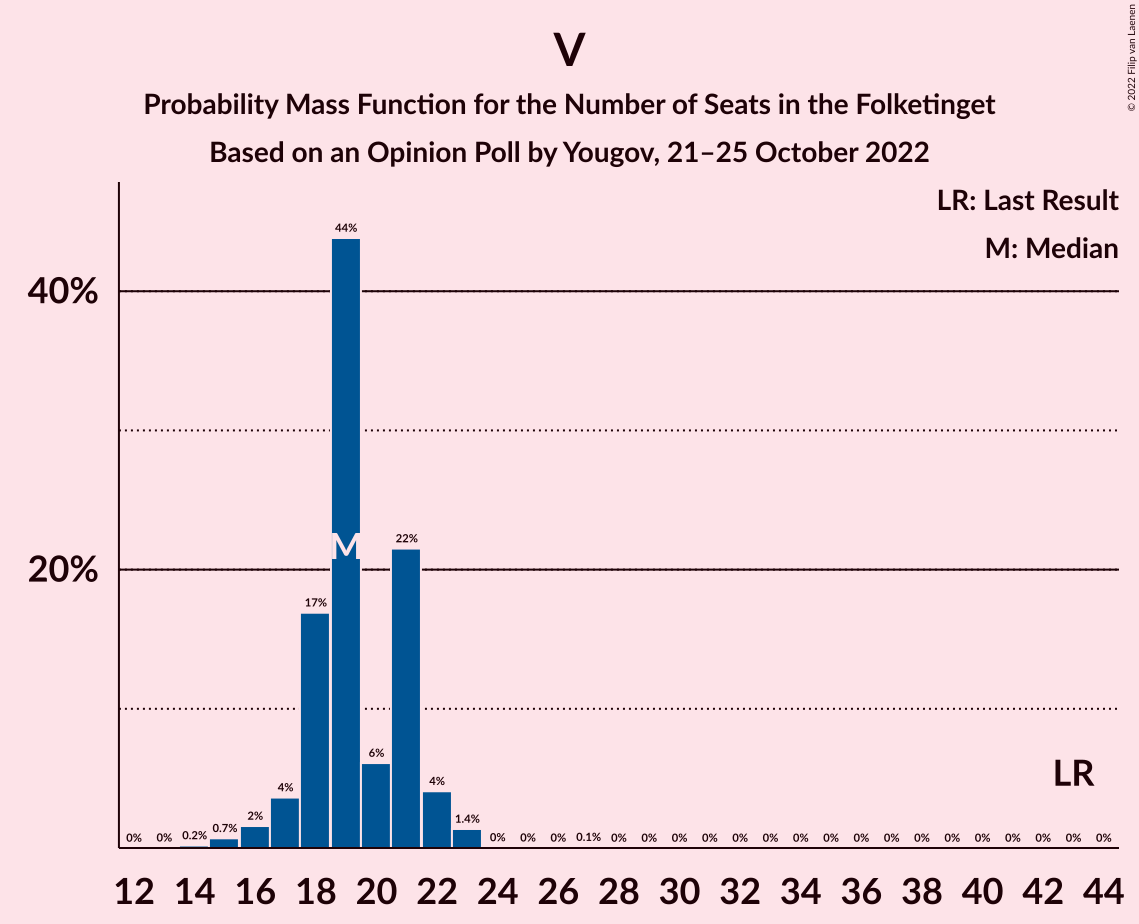 V
Probability Mass Function for the Number of Seats in the Folketinget
Based on an Opinion Poll by Yougov, 21–25 October 2022
© 2022 Filip van Laenen
LR: Last Result
M: Median
44%
40%
M
22%
20%
17%
6%
LR
4%
4%
2%
1.4%
0% 0% 0.2% 0.7% 0% 0% 0% 0.1% 0% 0% 0% 0% 0% 0% 0% 0% 0% 0% 0% 0% 0% 0% 0% 0% 0%
12 14 16 18 20 22 24 26 28 30 32 34 36 38 40 42 44